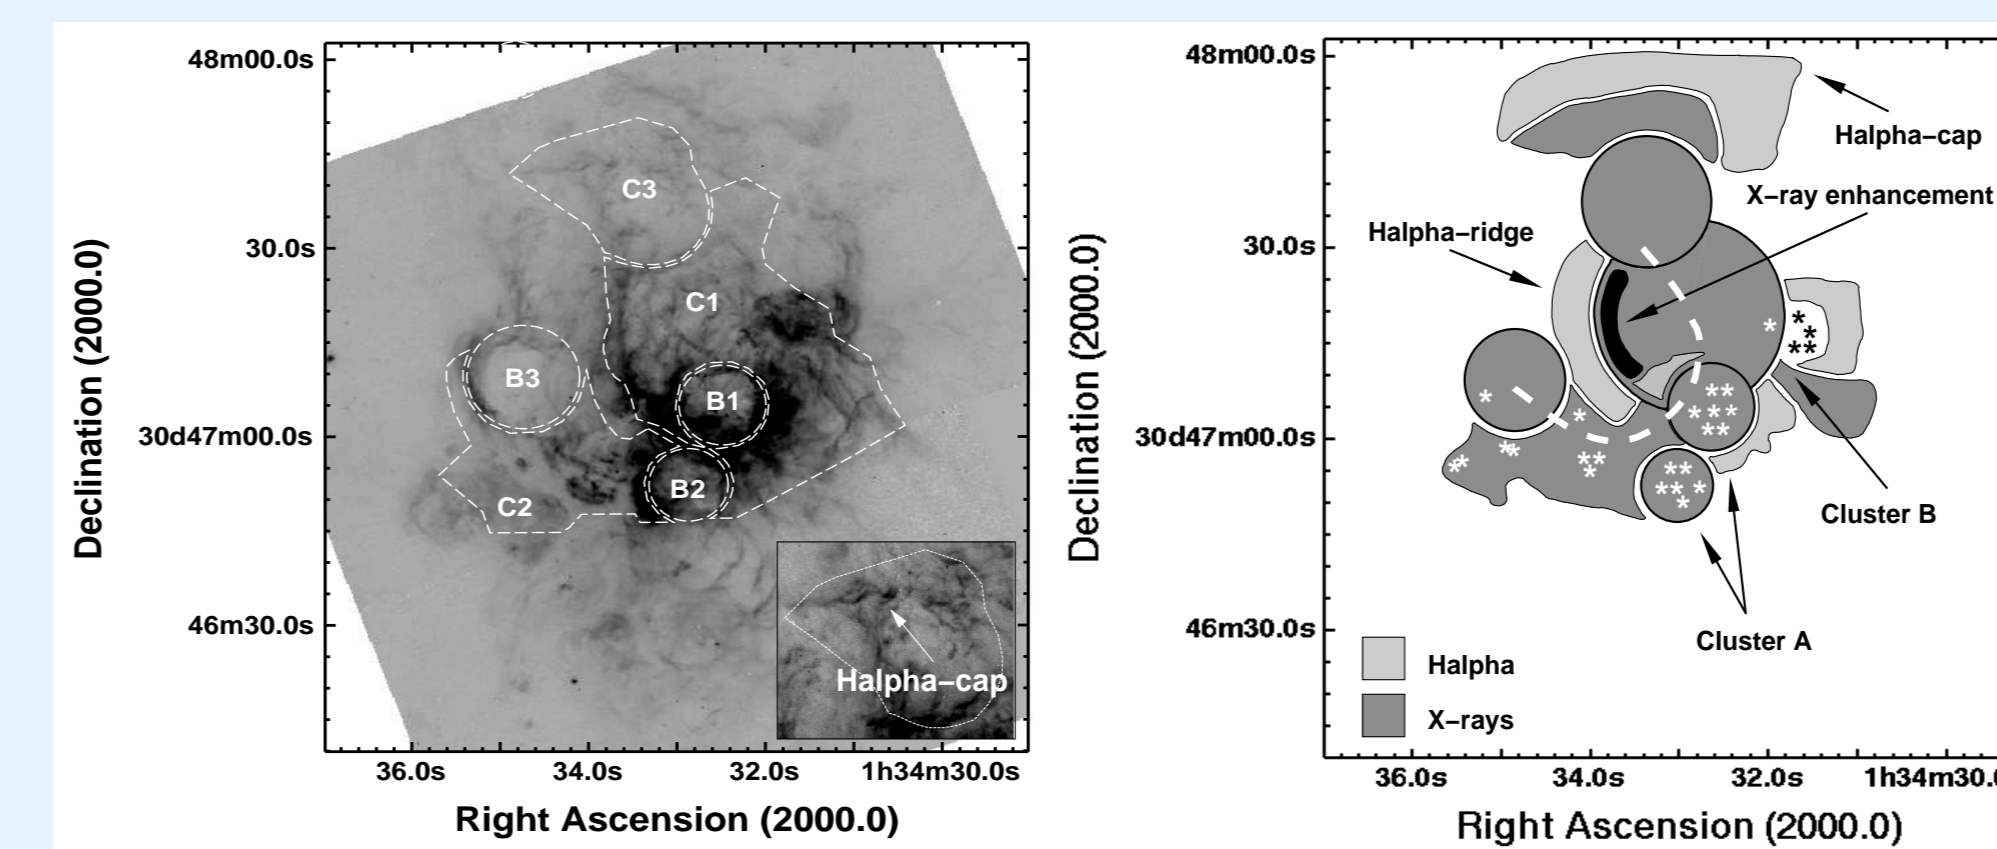 48m00.0s
30.0s
30d47m00.0s
46m30.0s
Declination (2000.0)
C3
C1
B3
B1
B2
C2
Halpha-cap
36.0s 34.0s 32.0s 1h34m30.0s
Right Ascension (2000.0)
48m00.0s
30.0s
30d47m00.0s
46m30.0s
Declination (2000.0)
Halpha-cap
X-ray enhancement
Halpha-ridge
Cluster B
Cluster A
Halpha
X-rays
36.0s 34.0s 32.0s 1h34m30.0
Right Ascension (2000.0)